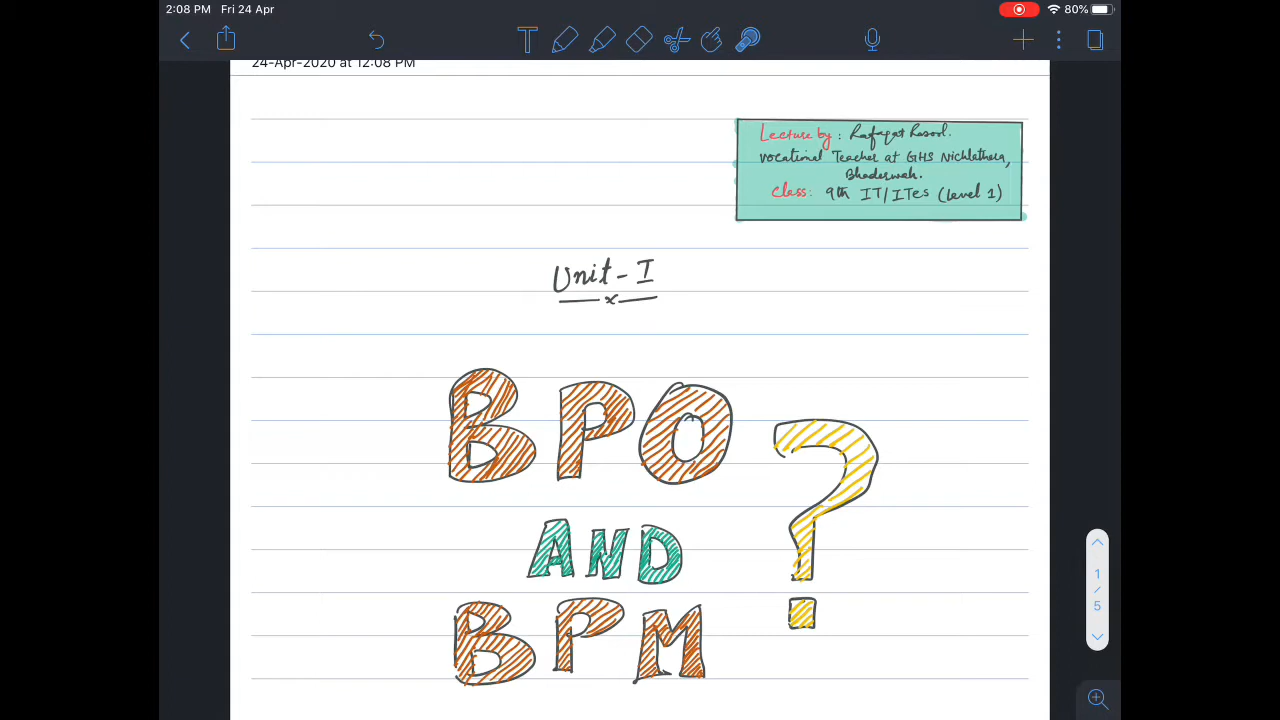 2:08 PM Fri 24 Apr 80%
24-Apr-2020 at 12:08 PM
Lecture by: Rafaqat Rasool.
vocational Teacher at GHS Nichlathera,
Bhaderwah.
Class: 9th IT/ITes (Level 1)
Unit - I
BPO
AND ?
BPM
1
/
5